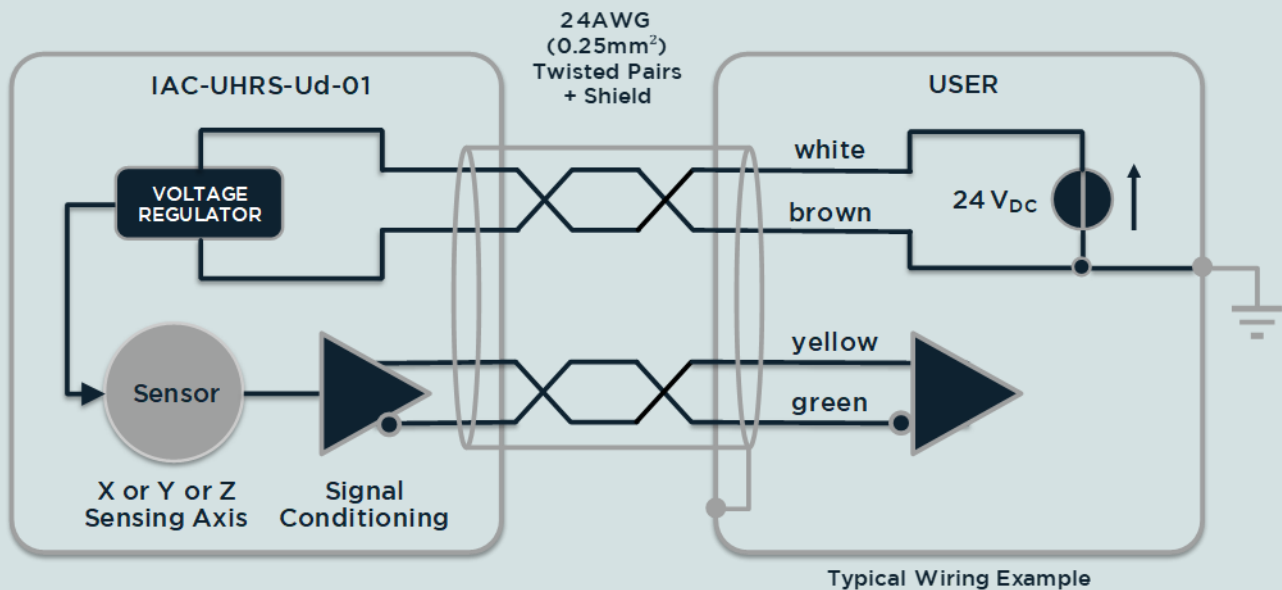 24AWG
(0.25mm²)
Twisted Pairs
+ Shield
IAC-UHRS-Ud-01
USER
VOLTAGE
REGULATOR
white
brown
24 VDC
yellow
green
Sensor
X or Y or Z
Sensing Axis
Signal
Conditioning
Typical Wiring Example